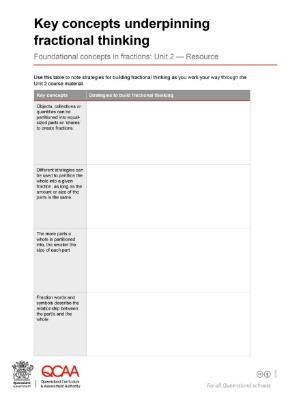 Key concepts underpinning
fractional thinking
Foundational concepts in fractions: Unit 2 — Resource
Use this table to note strategies for building fractional thinking as you work your way through the
Unit 2 course material.
Key concepts
Strategies to build fractional thinking
Objects, collections or
quantities can be
partitioned into equal-
sized parts or shares
to create fractions.
Different strategies can
be used to partition the
whole into a given
fraction, as long as the
amount or size of the
parts is the same.
The more parts a
whole is partitioned
into, the smaller the
size of each part
Fraction words and
symbols describe the
relationship between
the parts and the
whole
Queensland
Government
QCAA
Queensland Curriculum
& Assessment Authority
For all Queensland schools